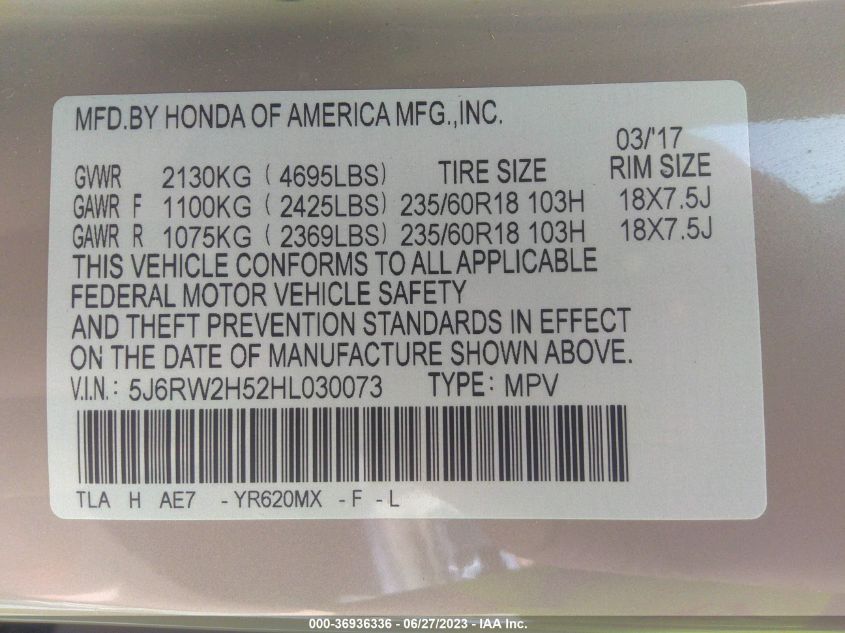 MFD.BY HONDA OF AMERICA MFG.,INC.
03/'17
GVWR 2130KG ( 4695LBS) TIRE SIZE RIM SIZE
GAWR F 1100KG ( 2425LBS) 235/60R18 103H 18X7.5J
GAWR R 1075KG ( 2369LBS) 235/60R18 103H 18X7.5J
THIS VEHICLE CONFORMS TO ALL APPLICABLE
FEDERAL MOTOR VEHICLE SAFETY
AND THEFT PREVENTION STANDARDS IN EFFECT
ON THE DATE OF MANUFACTURE SHOWN ABOVE.
V.I.N.: 5J6RW2H52HL030073 TYPE: MPV
TLA H AE7 -YR620MX -F -L
000-36936336 - 06/27/2023 - IAA Inc.